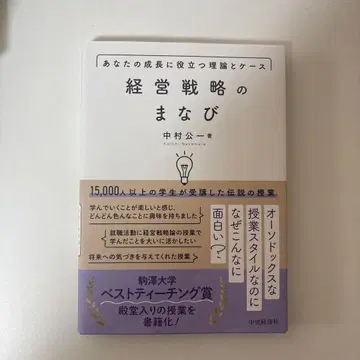 あなたの成長に役立つ理論とケース
経営戦略の
まなび
中村公一 著
Koichi Nakamura
15,000人以上の学生が受講した伝説の授業
学んでいくことが楽しいと感じ、
どんどん色んなことに興味を持ちました
就職活動に経営戦略論の授業で
学んだことを大いに活かしたい
将来への気づきを与えてくれた授業
オーソドックスな
授業スタイルなのに
なぜこんなに
面白い?
駒澤大学
ベストティーチング賞
殿堂入りの授業を
書籍化!
中央経済社